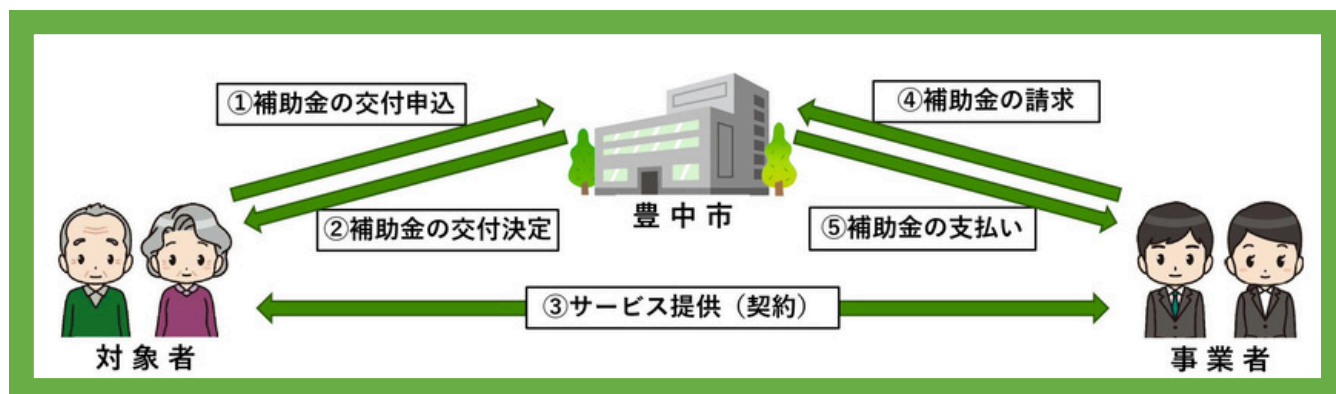 ①補助金の交付申込
④補助金の請求
豊中市
②補助金の交付決定
⑤補助金の支払い
③サービス提供（契約）
対象者
事業者